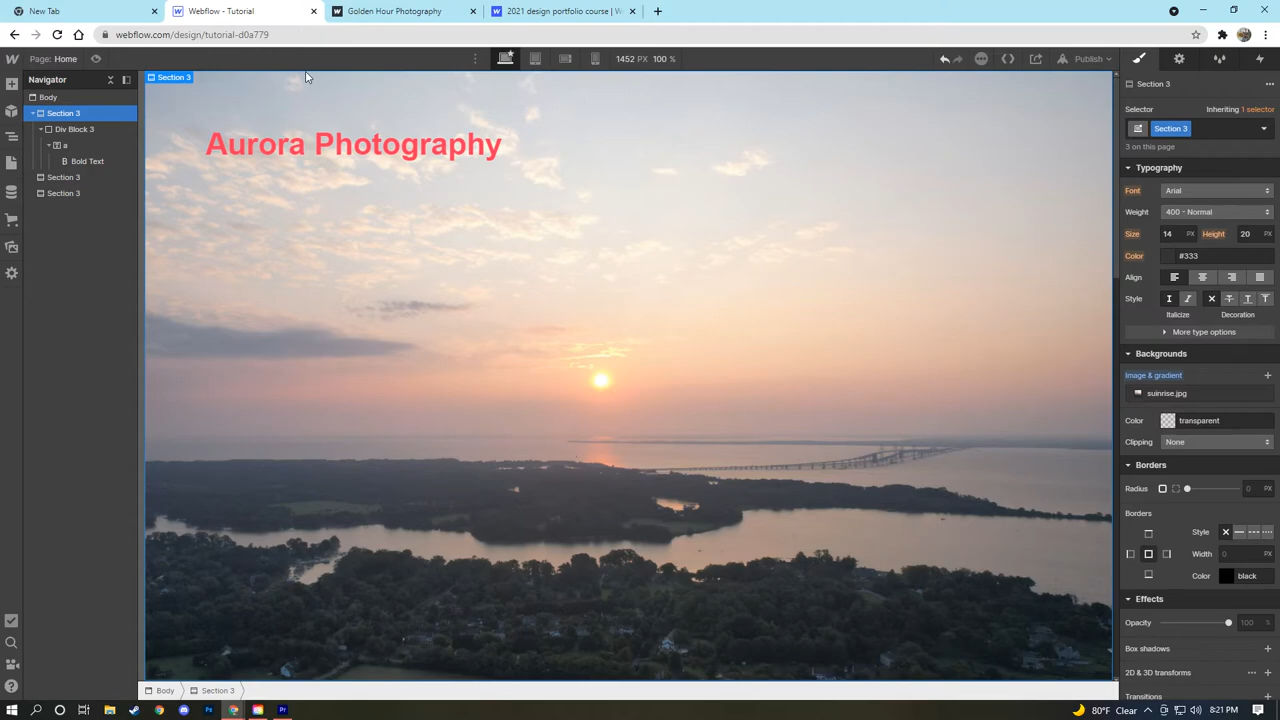 New Tab
Webflow - Tutorial
Golden Hour Photography
2021 design portfolio course | W
webflow.com/design/tutorial-d0a779
Page: Home
1452 PX 100 %
Publish
Navigator
Section 3
Section 3
Body
Selector
Inheriting 1 selector
Section 3
Section 3
Div Block 3
3 on this page
a
Aurora Photography
Bold Text
Typography
Section 3
Font
Arial
Section 3
Weight
400 - Normal
Size
14 PX
Height
20 PX
Color
#333
Align
Style
Italicize
Decoration
More type options
Backgrounds
Image & gradient
suinrise.jpg
Color
transparent
Clipping
None
Borders
Radius
0 PX
Borders
Style
Width
0 PX
Color
black
Effects
Opacity
100 %
Box shadows
2D & 3D transforms
Body
Section 3
Transitions
80°F Clear
8:21 PM